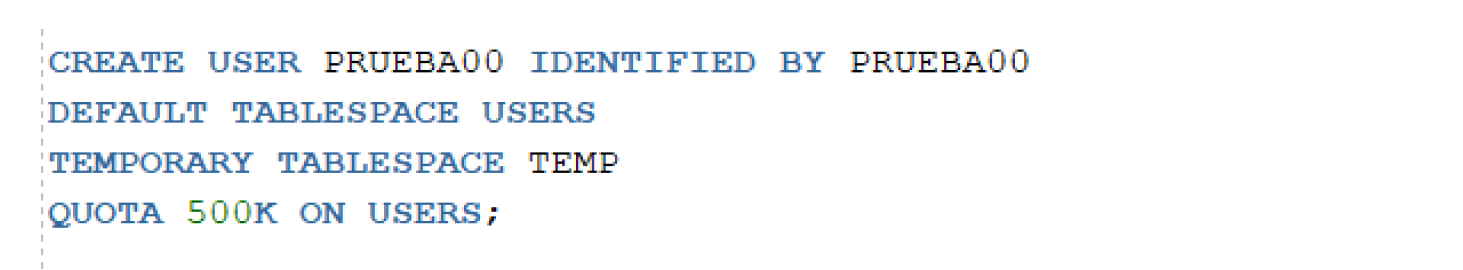 CREATE USER PRUEBA00 IDENTIFIED BY PRUEBA00
DEFAULT TABLESPACE USERS
TEMPORARY TABLESPACE TEMP
QUOTA 500K ON USERS;